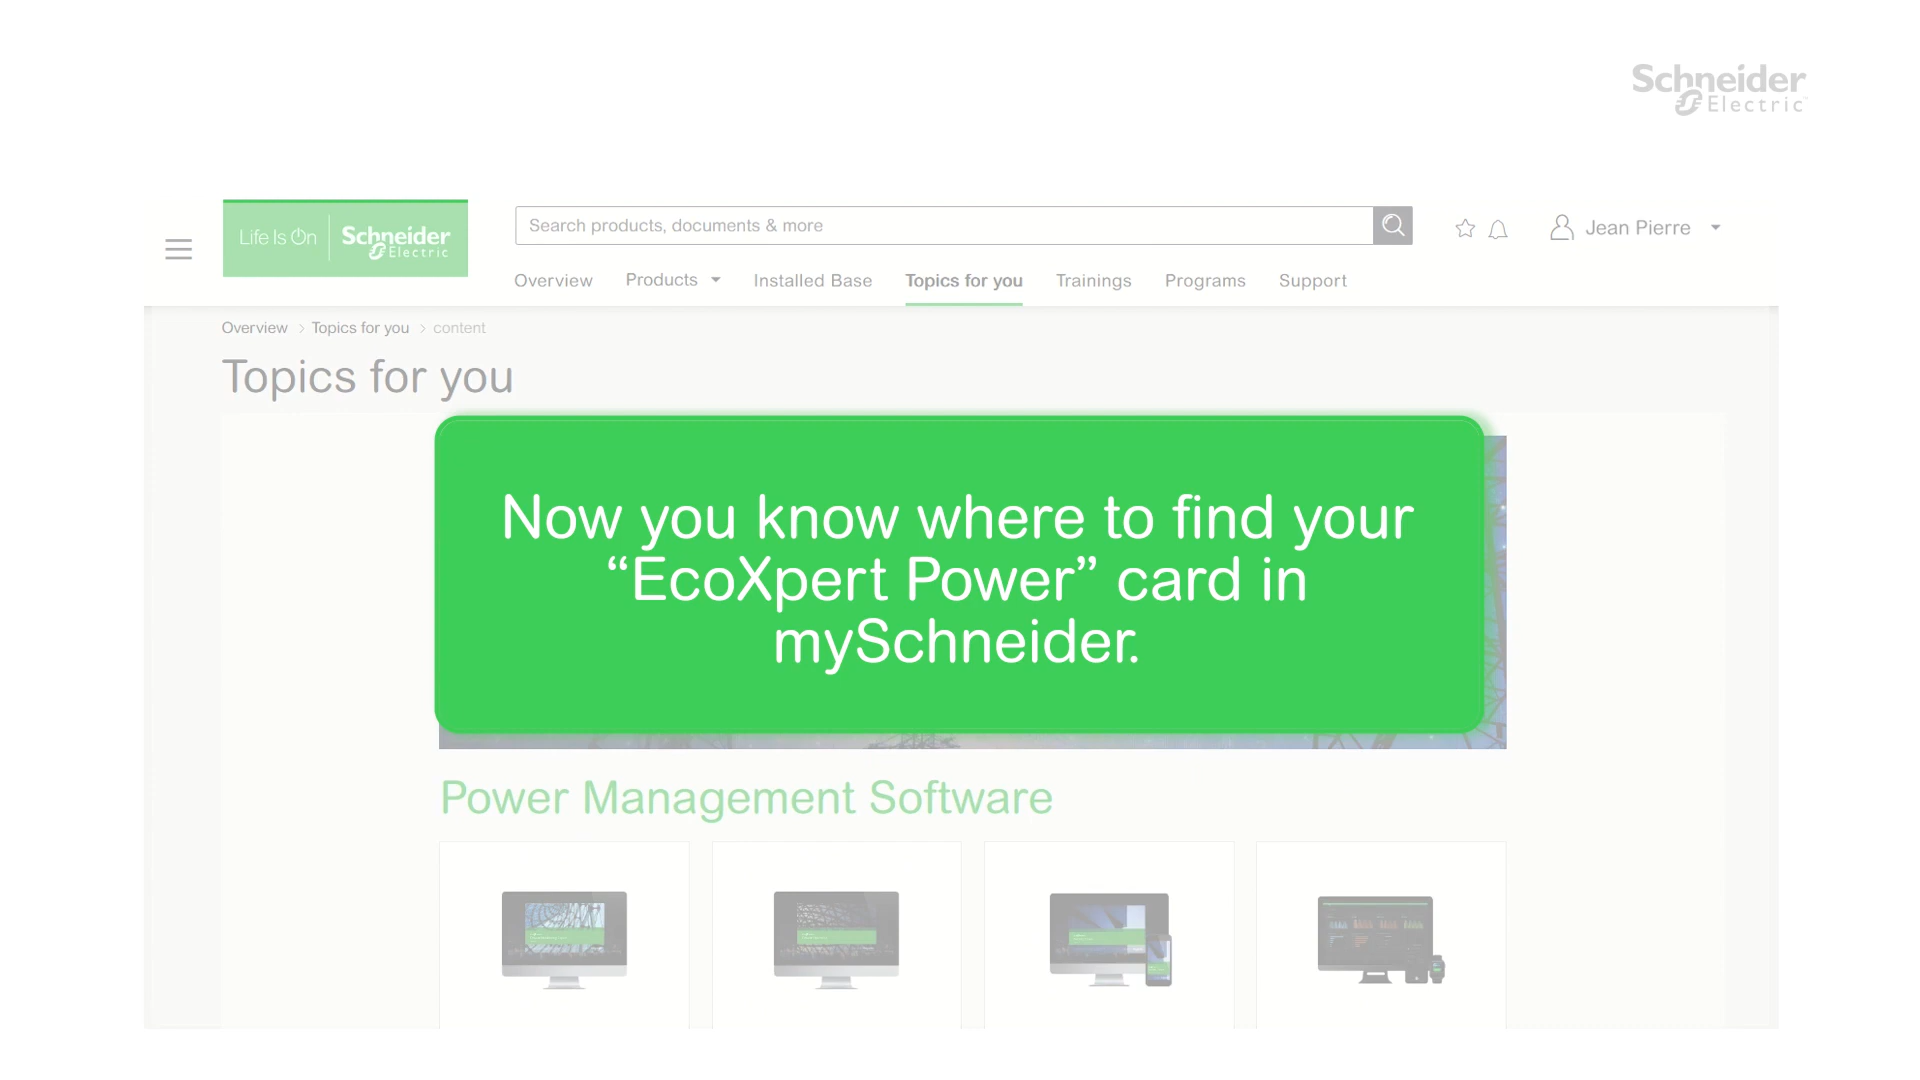 Schneider
Electric
Life Is On
Schneider
Electric
Search products, documents & more
Jean Pierre
Overview
Products
Installed Base
Topics for you
Trainings
Programs
Support
Overview > Topics for you > content
Topics for you
Now you know where to find your
“EcoXpert Power” card in
mySchneider.
Power Management Software